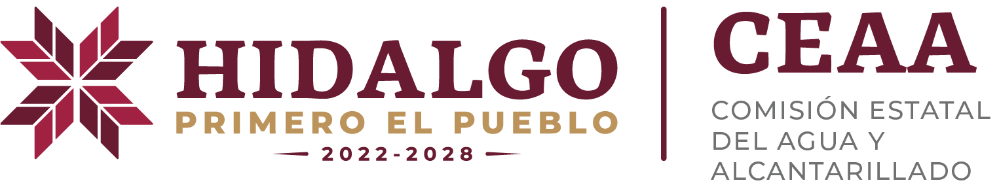 HIDALGO
PRIMERO EL PUEBLO
2022-2028
CEAA
COMISIÓN ESTATAL
DEL AGUA Y
ALCANTARILLADO